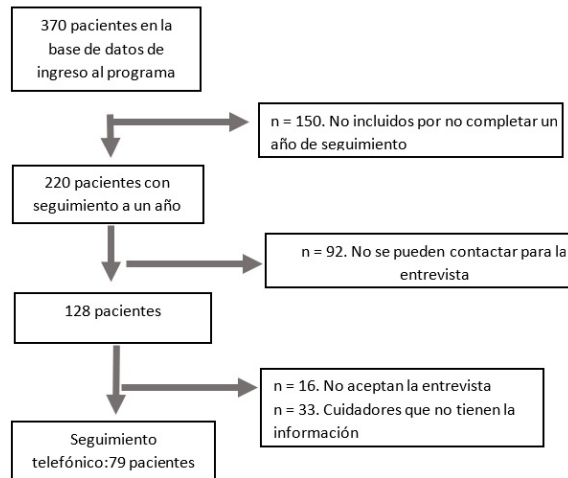 370 pacientes en la
base de datos de
ingreso al programa
n = 150. No incluidos por no completar un
año de seguimiento
220 pacientes con
seguimiento a un año
n = 92. No se pueden contactar para la
entrevista
128 pacientes
n = 16. No aceptan la entrevista
n = 33. Cuidadores que no tienen la
información
Seguimiento
telefónico:79 pacientes